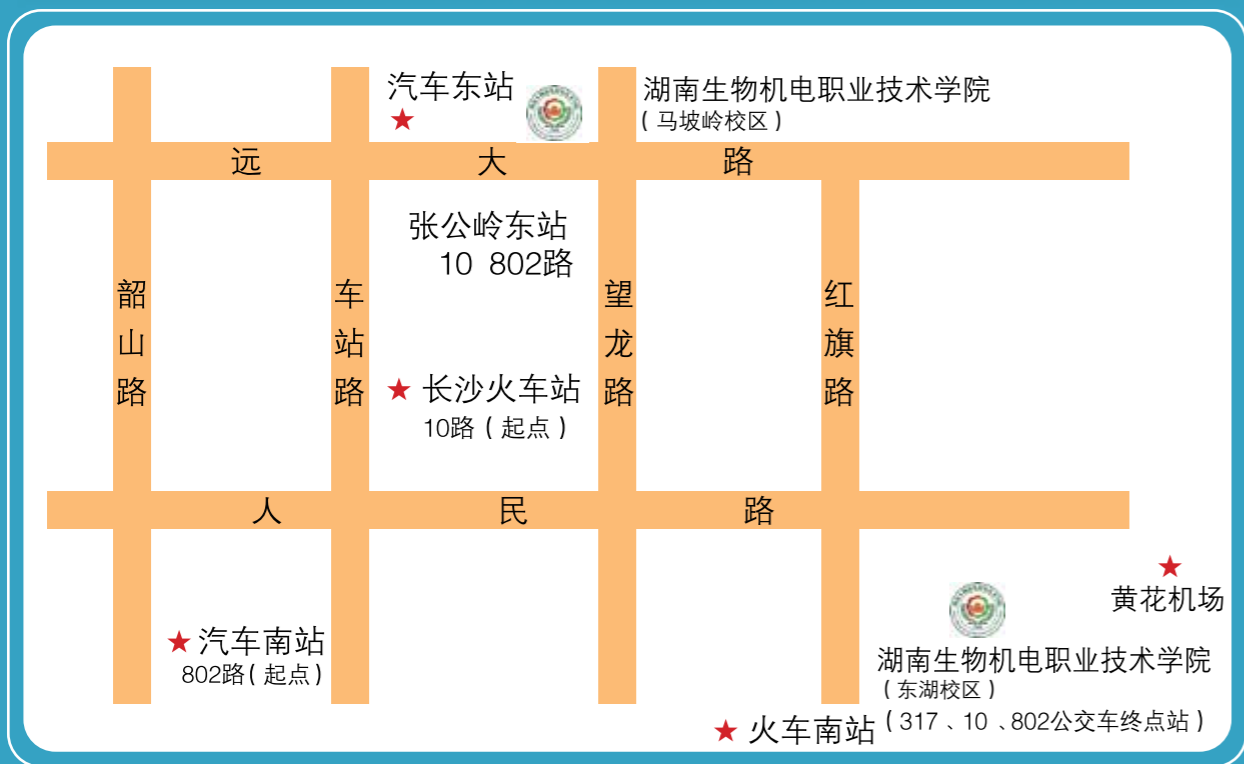 汽车东站
湖南生物机电职业技术学院
（马坡岭校区）
远大路
张公岭东站
10 802路
韶山路
车站路
望龙路
红旗路
长沙火车站
10路（起点）
人民路
黄花机场
汽车南站
802路（起点）
湖南生物机电职业技术学院
（东湖校区）
（317、10、802公交车终点站）
火车南站